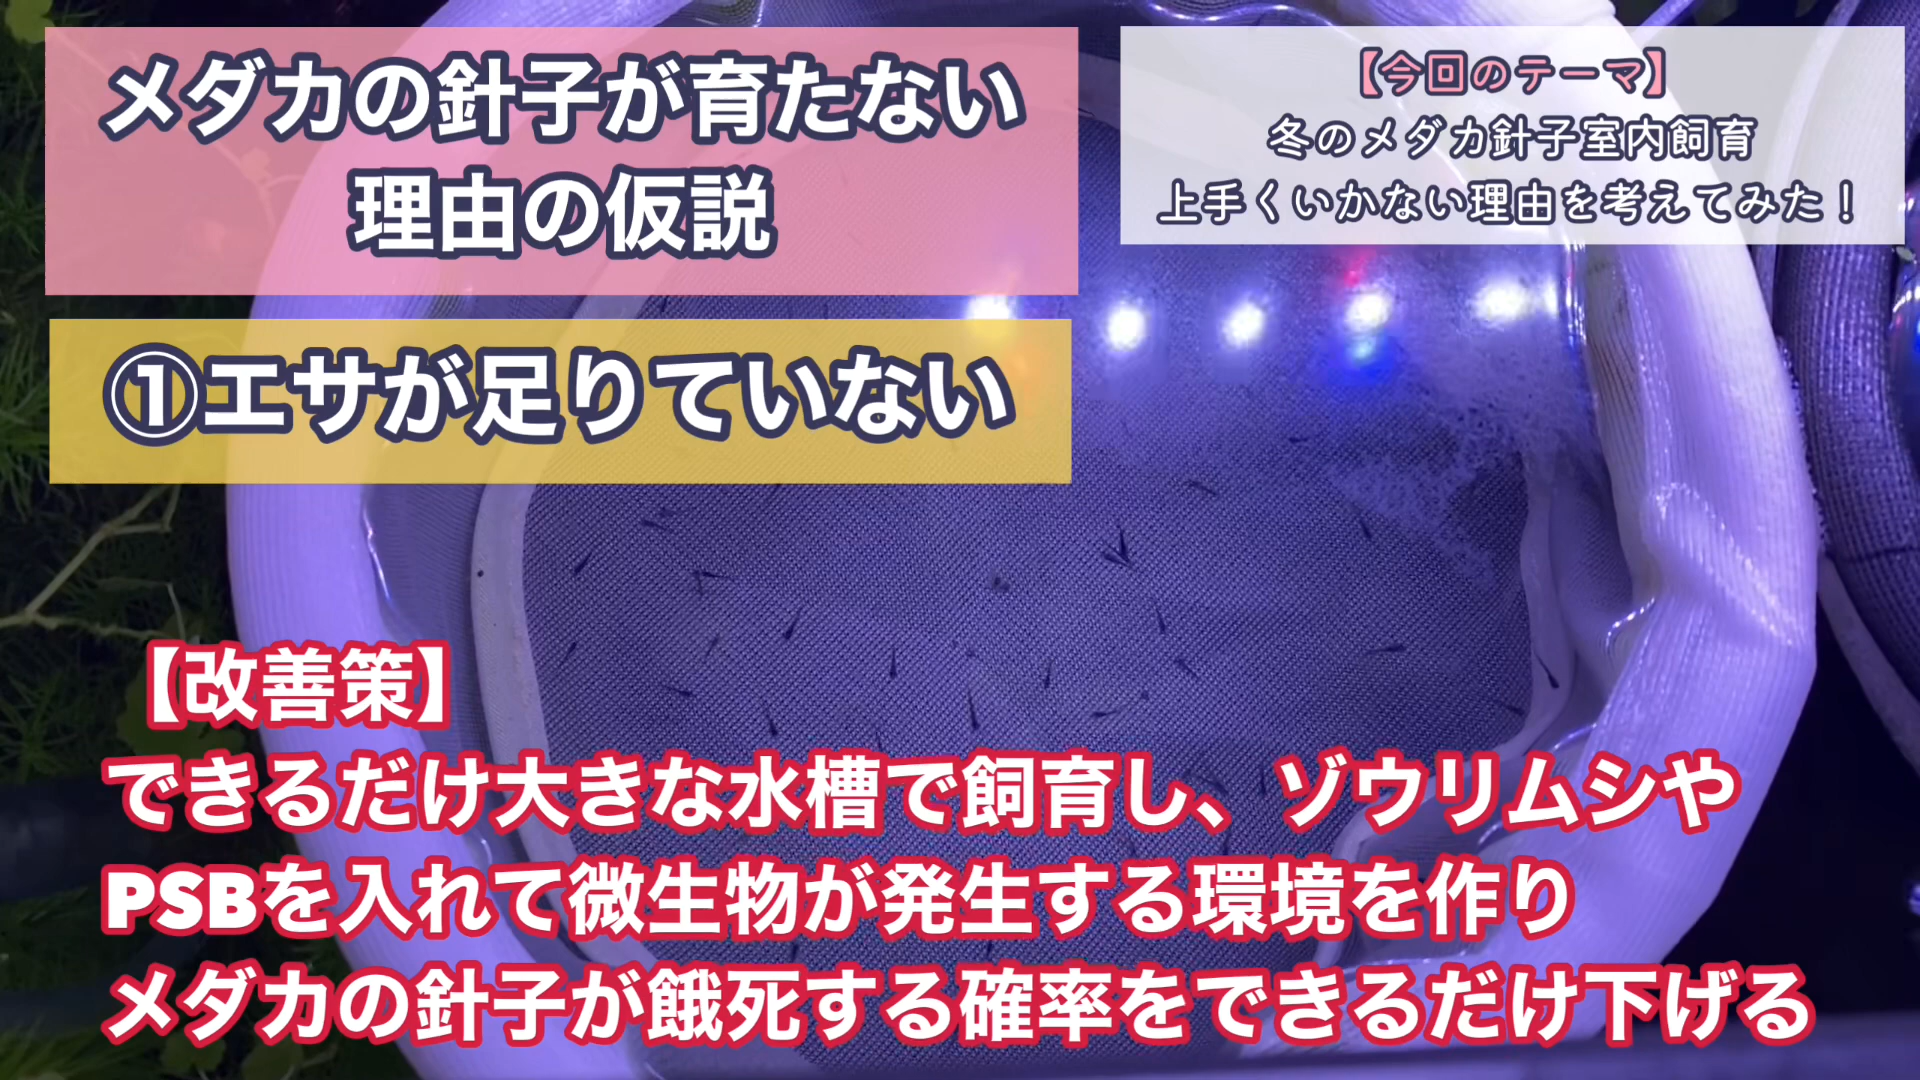 メダカの針子が育たない
理由の仮説
【今回のテーマ】
冬のメダカ針子室内飼育
上手くいかない理由を考えてみた！
①エサが足りていない
【改善策】
できるだけ大きな水槽で飼育し、ゾウリムシや
PSBを入れて微生物が発生する環境を作り
メダカの針子が餓死する確率をできるだけ下げる